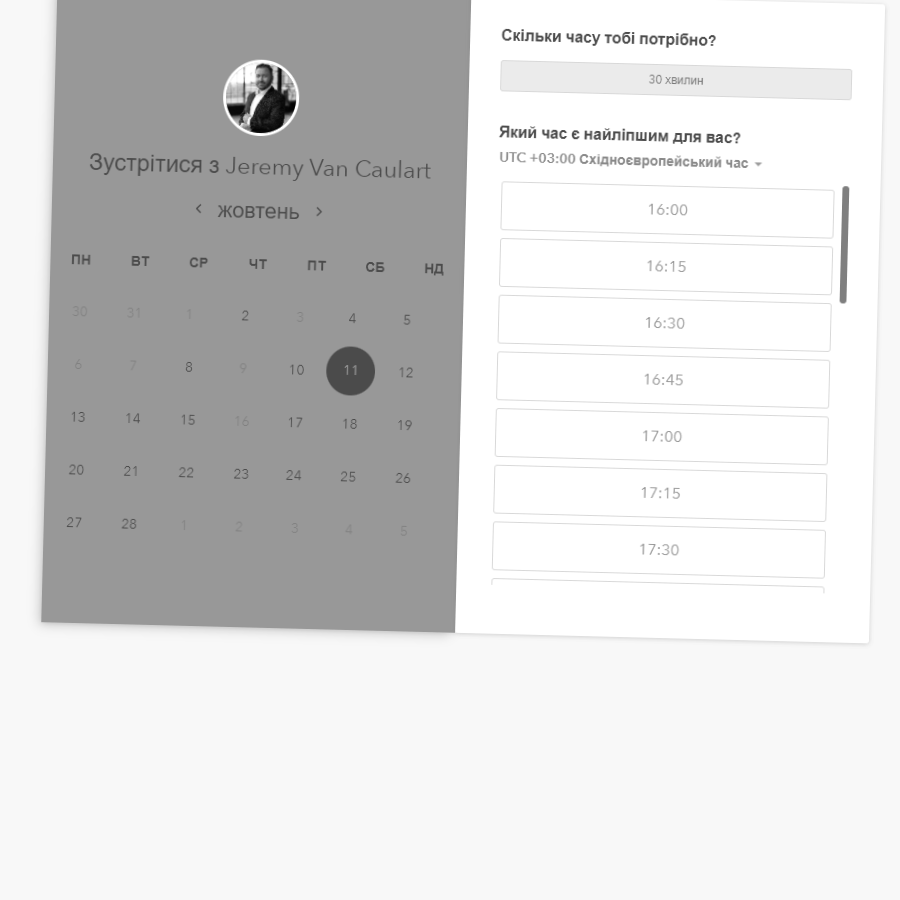 Зустрітися з Jeremy Van Caulart
жовтень
ПН ВТ СР ЧТ ПТ СБ НД
30 31 1 2 3 4 5
6 7 8 9 10 11 12
13 14 15 16 17 18 19
20 21 22 23 24 25 26
27 28 1 2 3 4 5
Скільки часу тобі потрібно?
30 хвилин
Який час є найліпшим для вас?
UTC +03:00 Східноєвропейський час
16:00
16:15
16:30
16:45
17:00
17:15
17:30